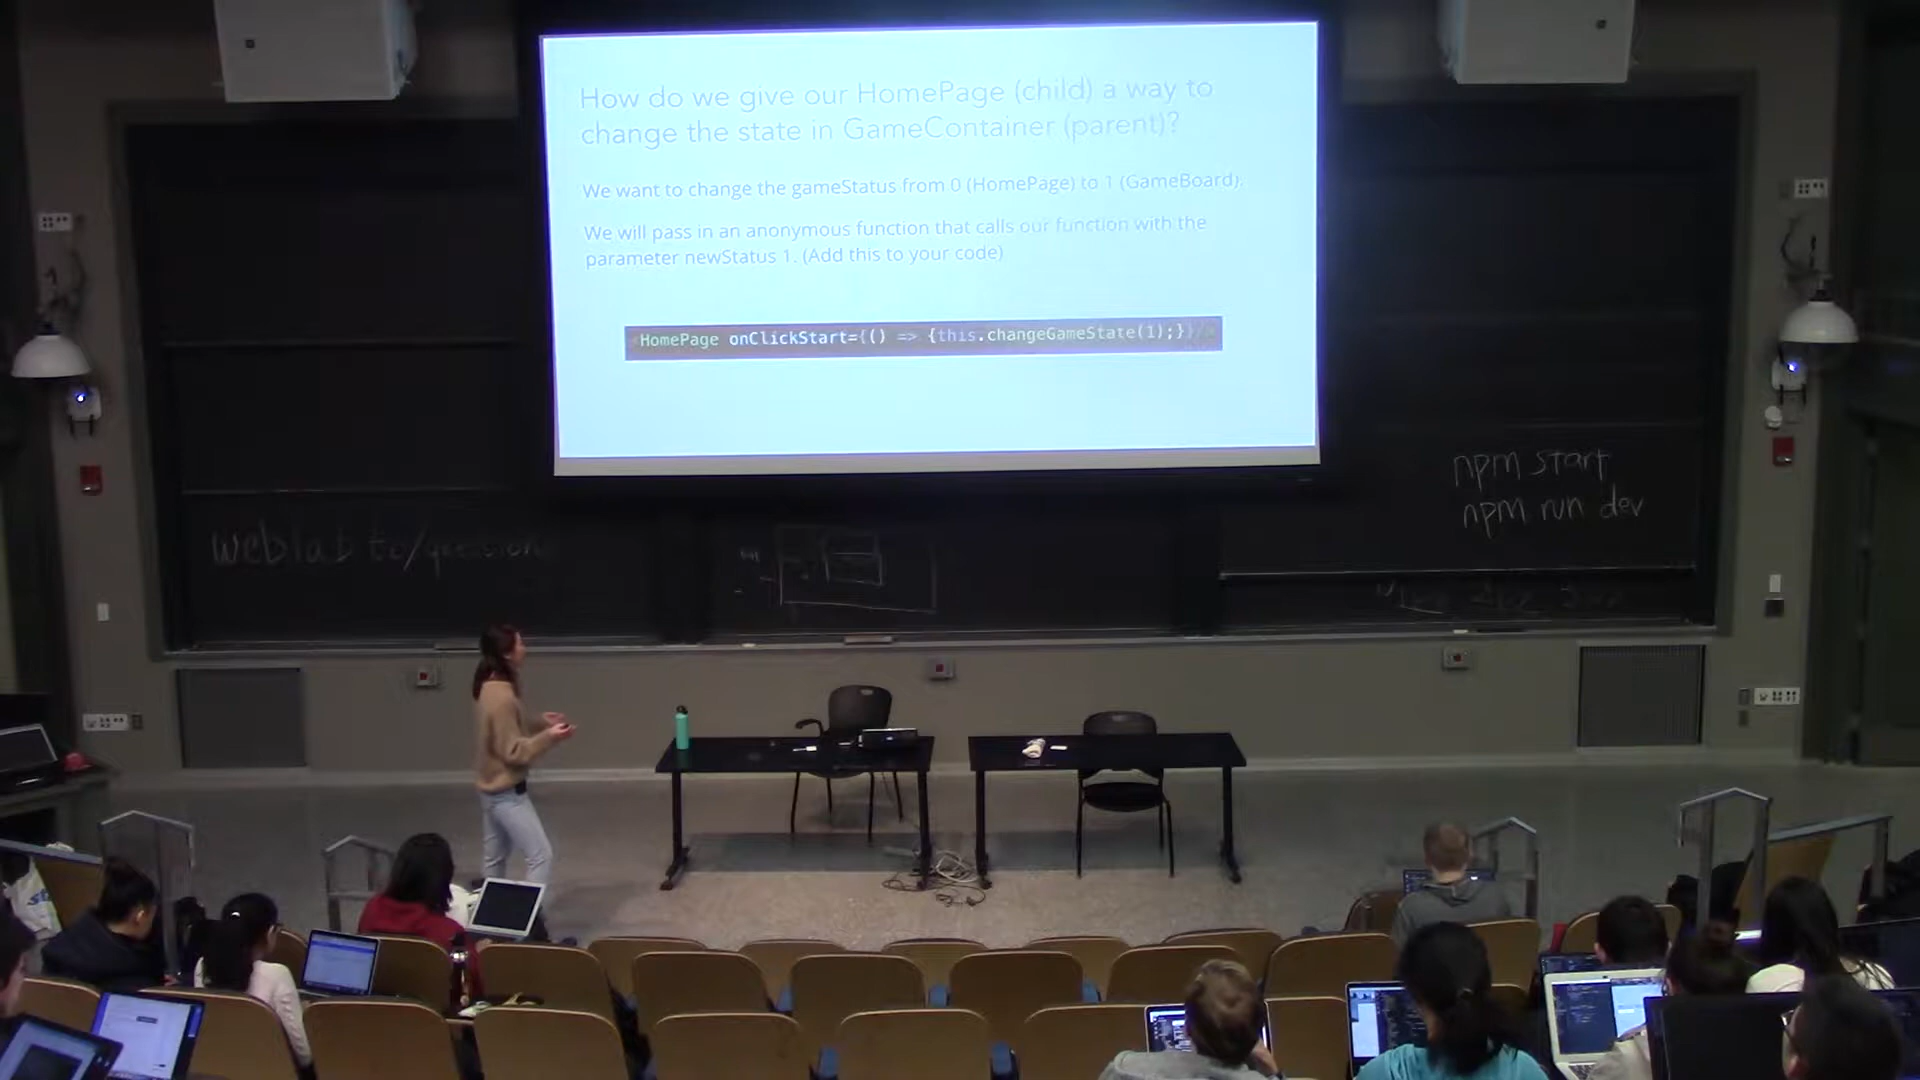 How do we give our HomePage (child) a way to
change the state in GameContainer (parent)?
We want to change the gameStatus from 0 (HomePage) to 1 (GameBoard).
We will pass in an anonymous function that calls our function with the
parameter newStatus 1. (Add this to your code)
<HomePage onClickStart={() => {this.changeGameState(1);}}/>
npm start
npm run dev
weblab.to/question